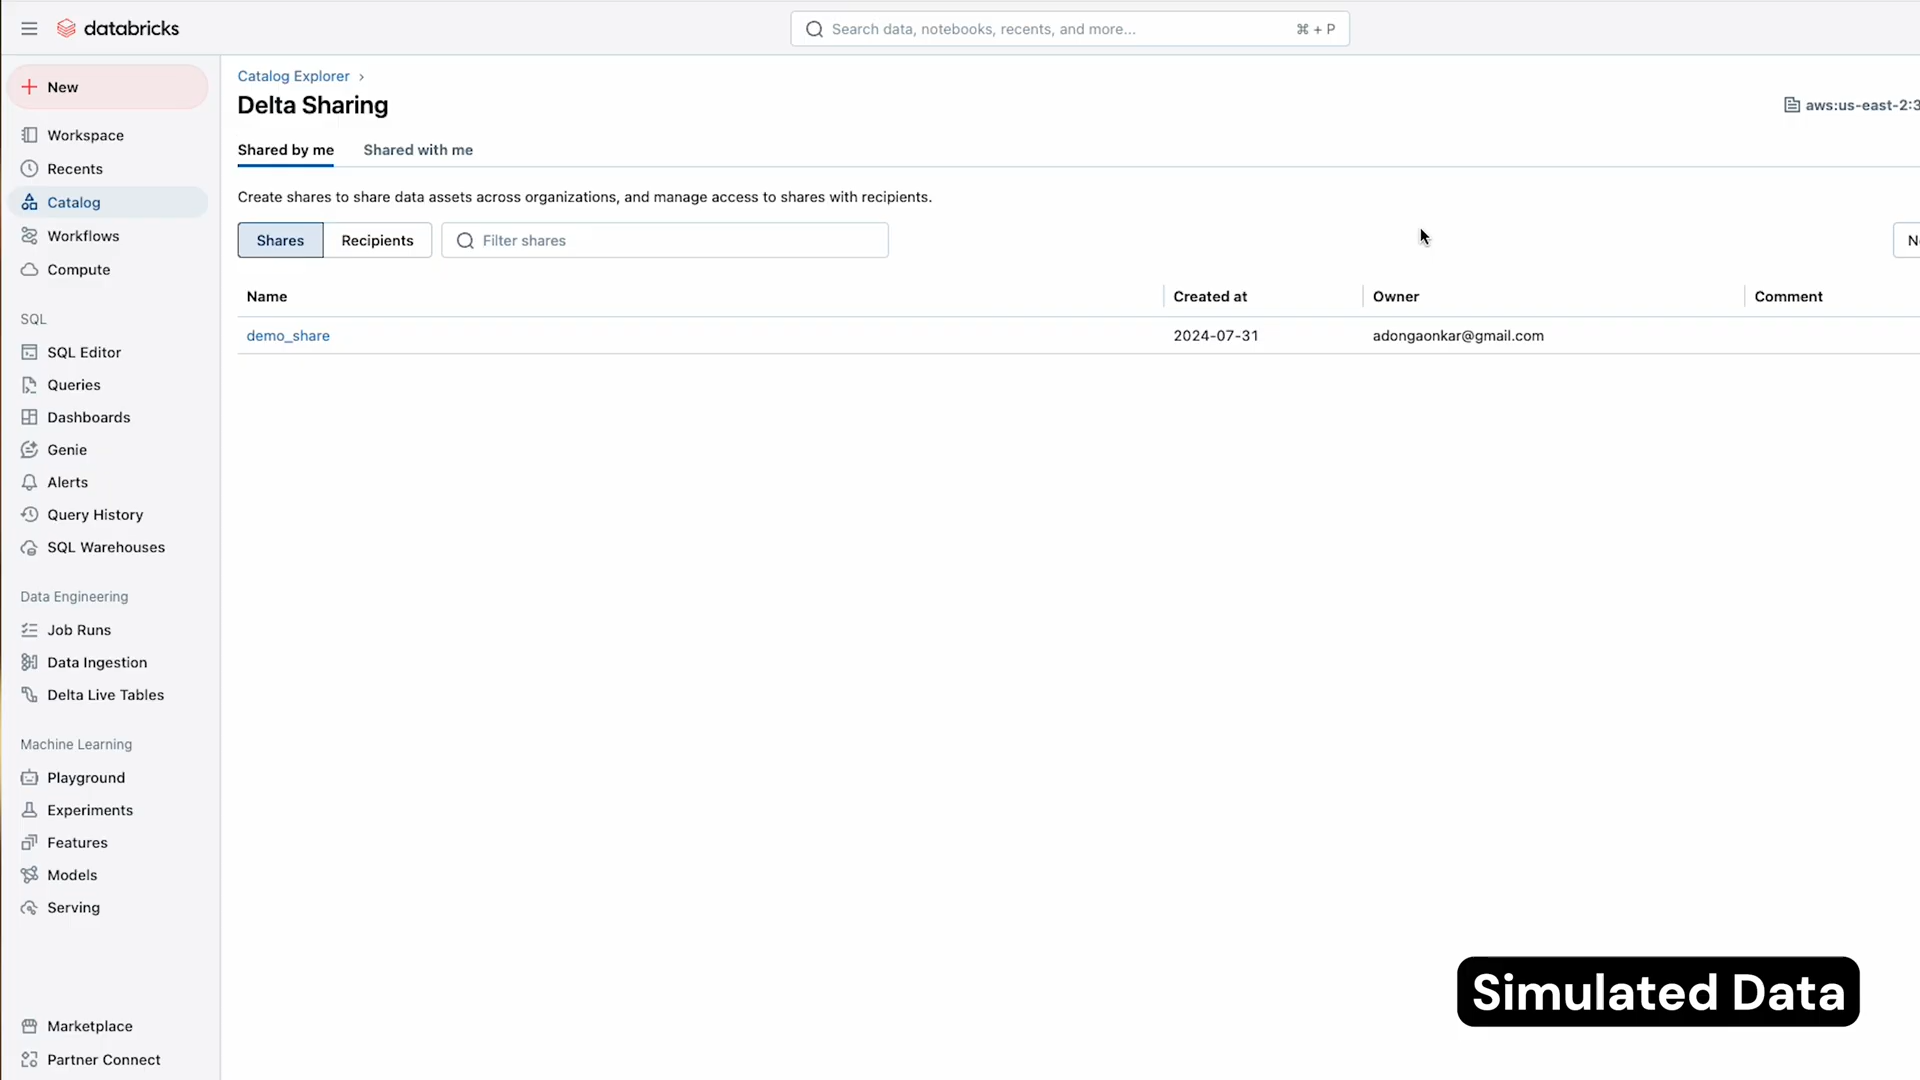 databricks
Search data, notebooks, recents, and more...
⌘ + P
New
Workspace
Recents
Catalog
Workflows
Compute
SQL
SQL Editor
Queries
Dashboards
Genie
Alerts
Query History
SQL Warehouses
Data Engineering
Job Runs
Data Ingestion
Delta Live Tables
Machine Learning
Playground
Experiments
Features
Models
Serving
Marketplace
Partner Connect
Catalog Explorer ›
Delta Sharing
aws:us-east-2:3
Shared by me
Shared with me
Create shares to share data assets across organizations, and manage access to shares with recipients.
Shares
Recipients
Filter shares
Name
Created at
Owner
Comment
demo_share
2024-07-31
adongaonkar@gmail.com
Simulated Data